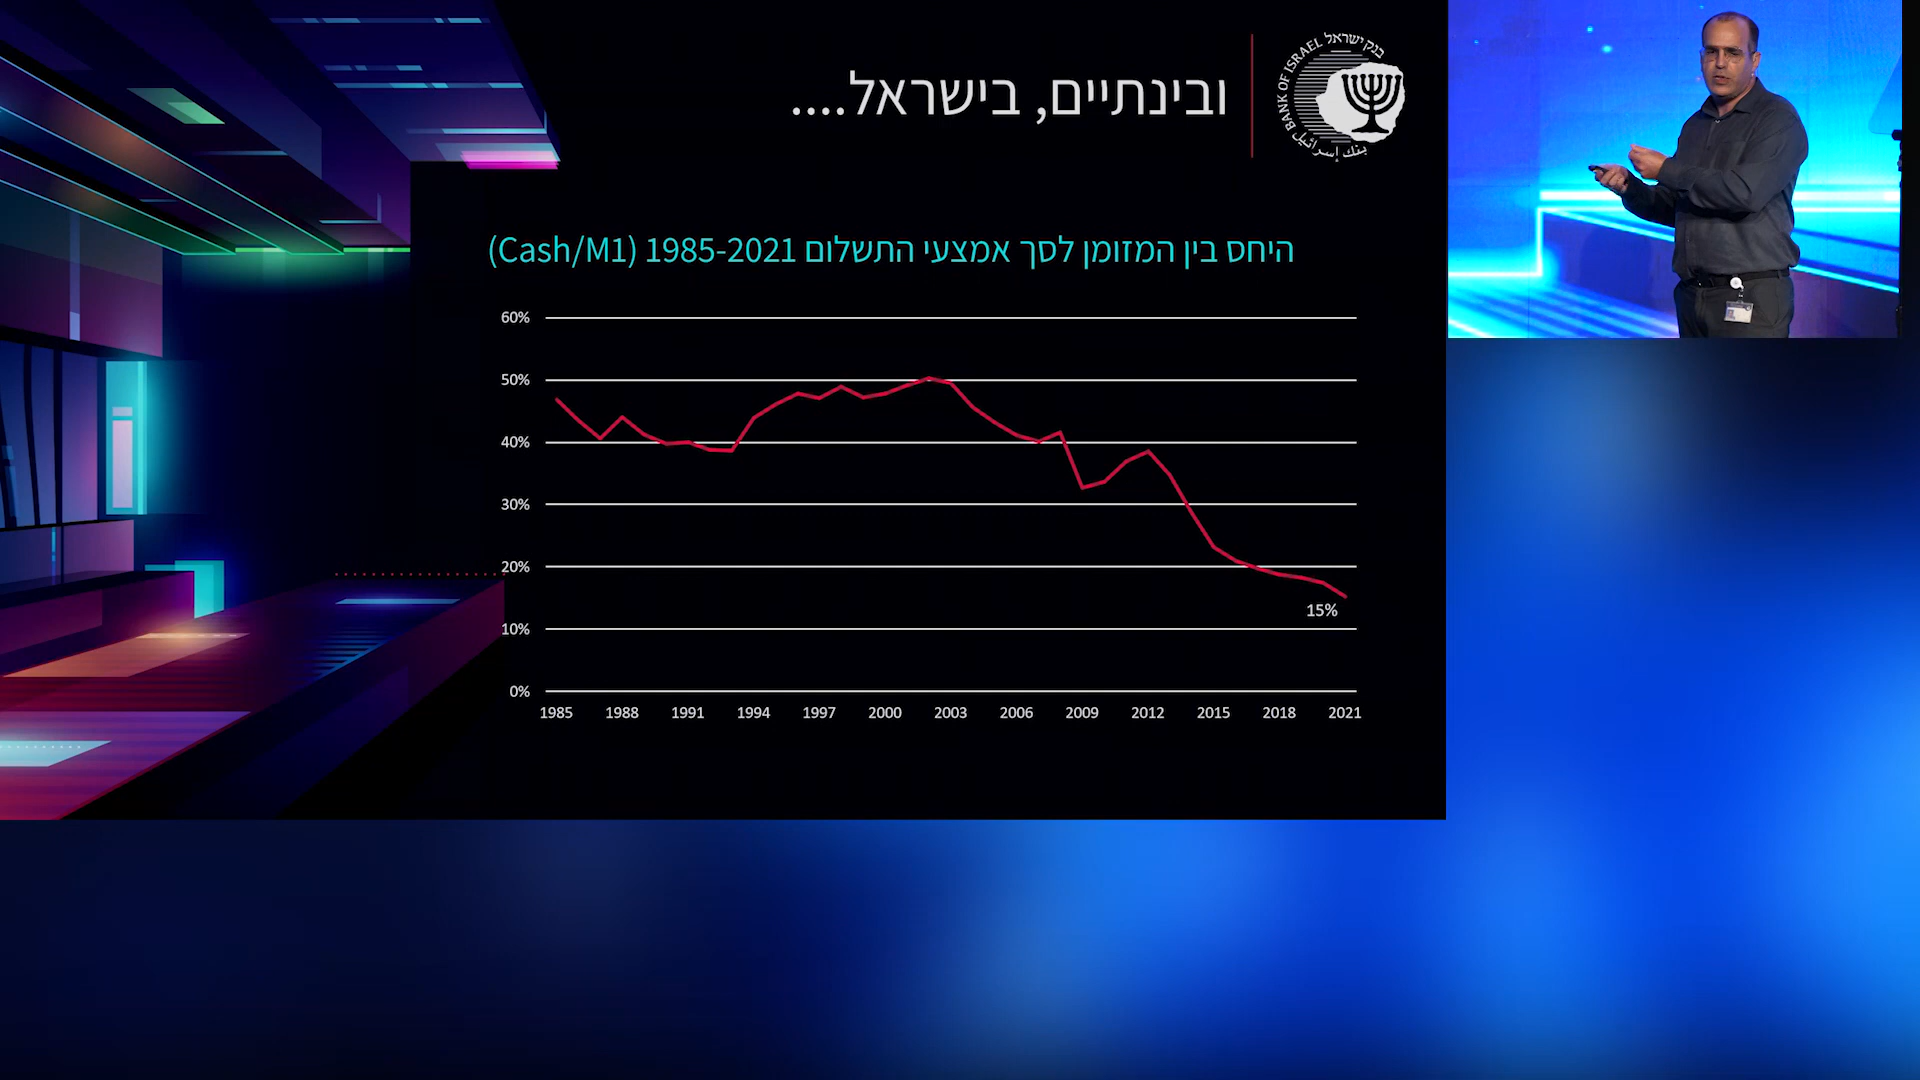 ובינתיים, בישראל....
בנק ישראל
BANK OF ISRAEL
بنك إسرائيل
היחס בין המזומן לסך אמצעי התשלום 1985-2021 (Cash/M1)
60%
50%
40%
30%
20%
10%
0%
15%
1985 1988 1991 1994 1997 2000 2003 2006 2009 2012 2015 2018 2021